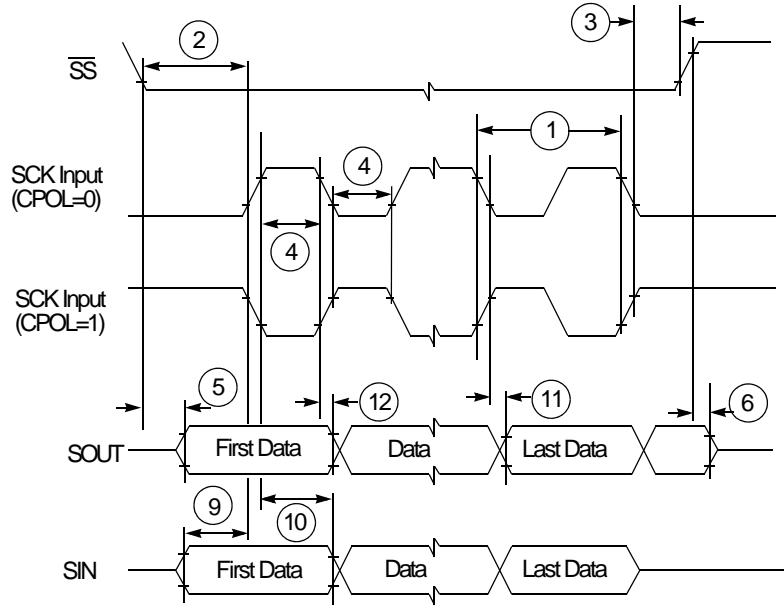 2
3
SS
1
SCK Input
(CPOL=0)
4
4
SCK Input
(CPOL=1)
5
12
11
6
SOUT
First Data
Data
Last Data
9
10
SIN
First Data
Data
Last Data